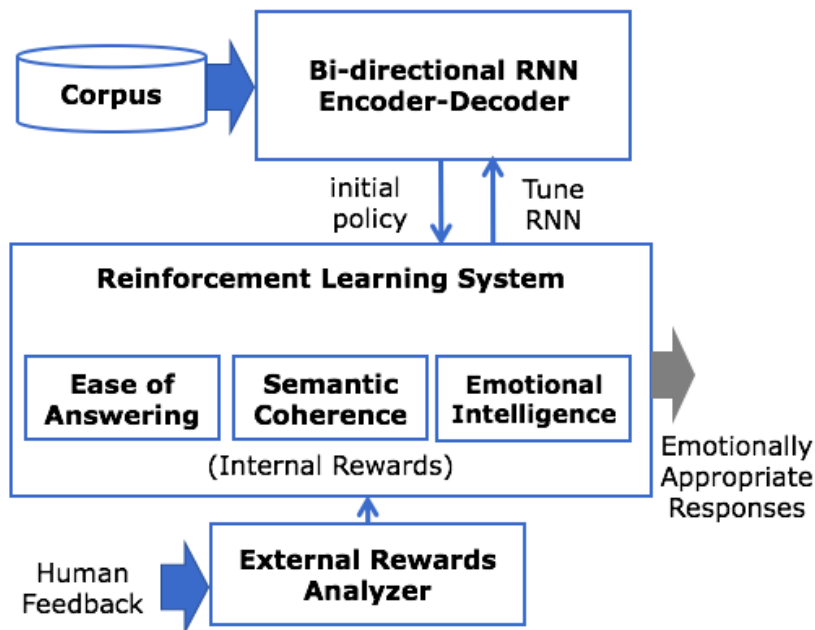 Corpus
Bi-directional RNN
Encoder-Decoder
initial
policy
Tune
RNN
Reinforcement Learning System
Ease of
Answering
Semantic
Coherence
Emotional
Intelligence
(Internal Rewards)
Emotionally
Appropriate
Responses
Human
Feedback
External Rewards
Analyzer